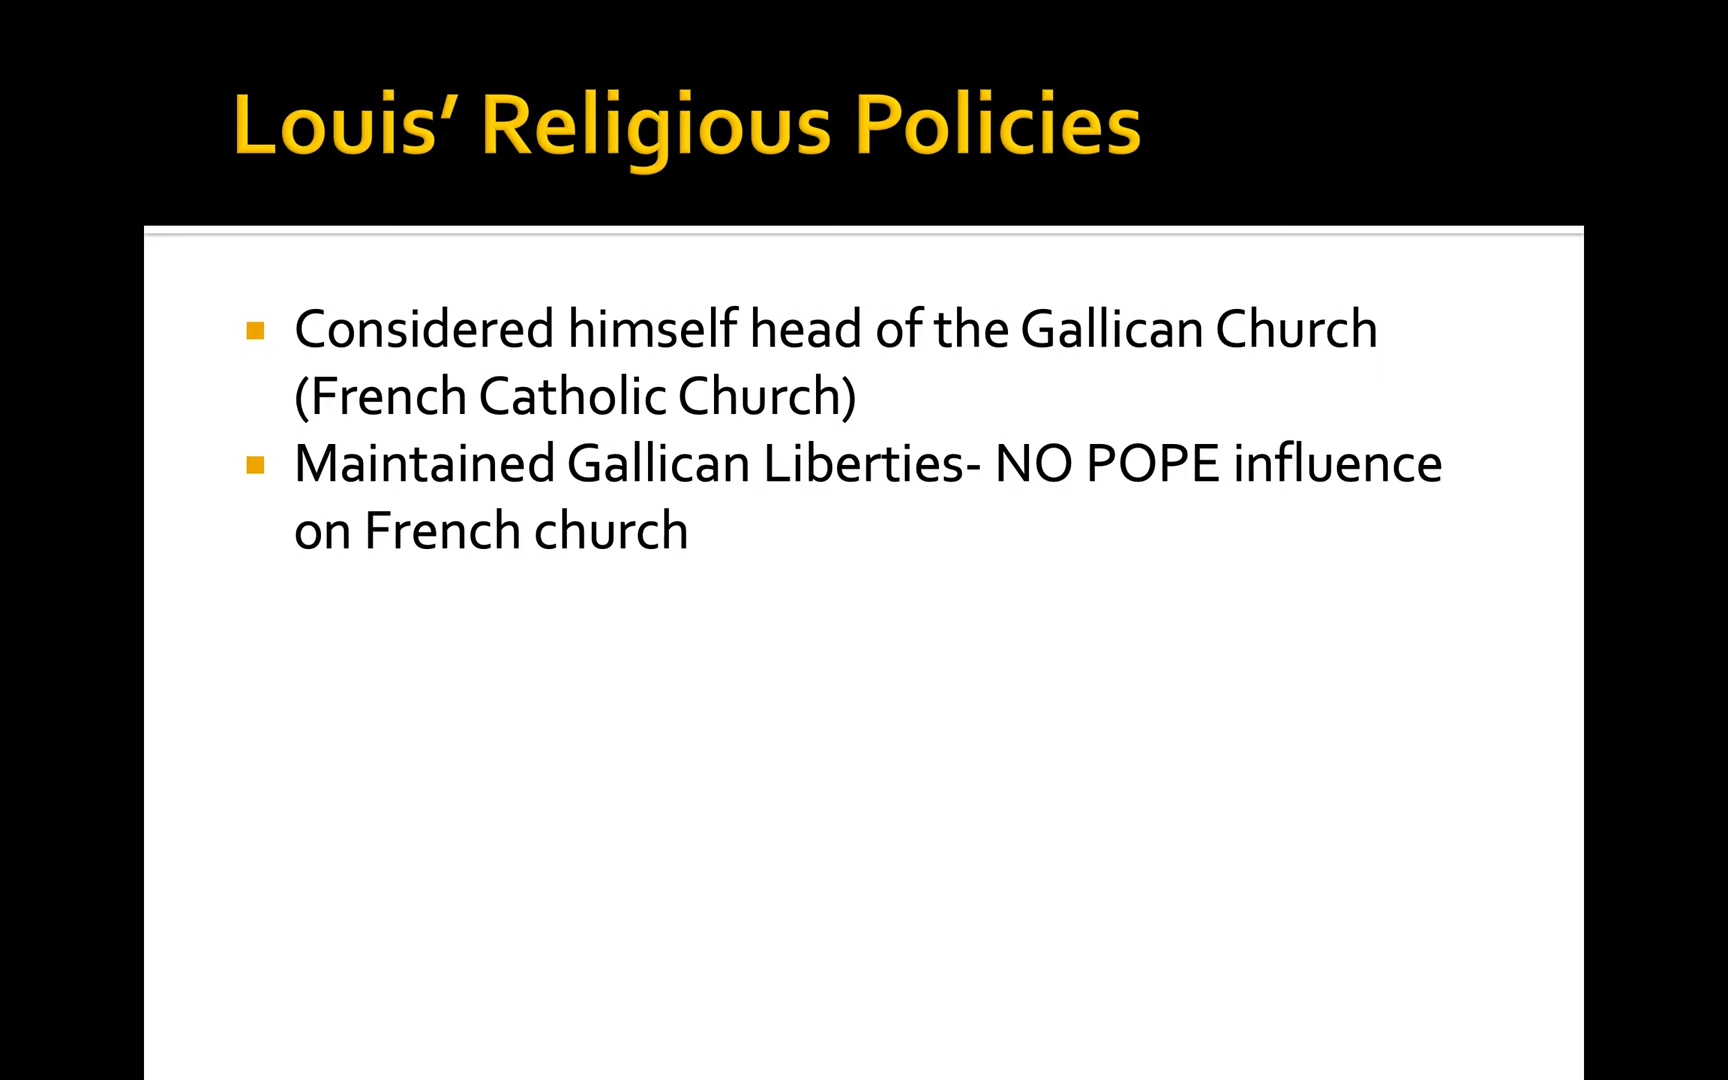 Louis’ Religious Policies
Considered himself head of the Gallican Church
(French Catholic Church)
Maintained Gallican Liberties- NO POPE influence
on French church